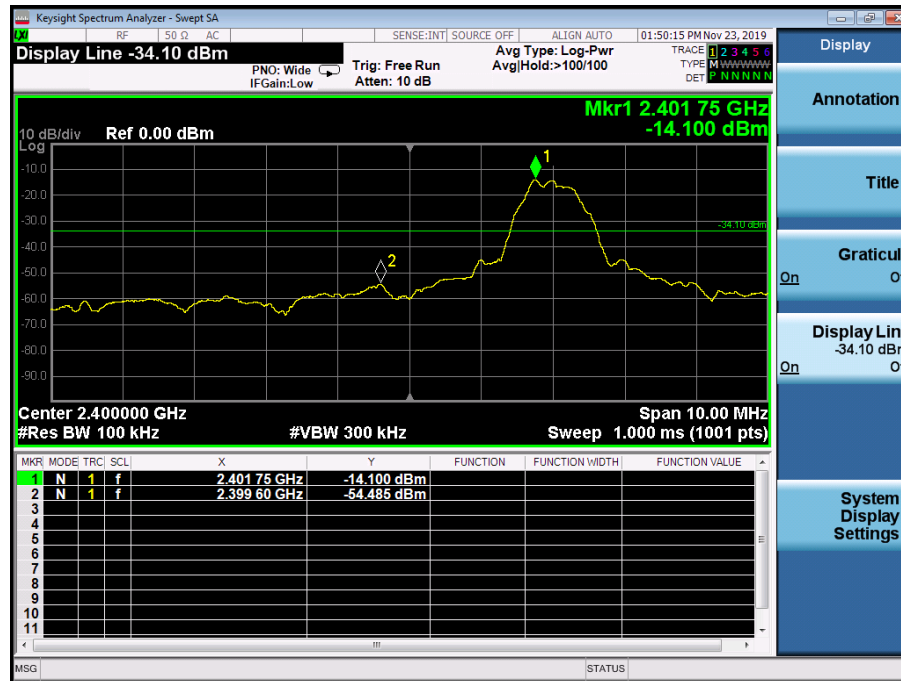 Keysight Spectrum Analyzer - Swept SA
LXI RF 50 Ω AC SENSE:INT SOURCE OFF ALIGN AUTO 01:50:15 PM Nov 23, 2019
Display Line -34.10 dBm
PNO: Wide
IFGain:Low
Trig: Free Run
Atten: 10 dB
Avg Type: Log-Pwr
Avg|Hold:>100/100
TRACE 1 2 3 4 5 6
TYPE M WWWWW
DET P N N N N N
Mkr1 2.401 75 GHz
-14.100 dBm
10 dB/div Ref 0.00 dBm
Log
1
-10.0
-20.0
-30.0
-34.10 dBm
-40.0
2
-50.0
-60.0
-70.0
-80.0
-90.0
Center 2.400000 GHz Span 10.00 MHz
#Res BW 100 kHz #VBW 300 kHz Sweep 1.000 ms (1001 pts)
MKR MODE TRC SCL X Y FUNCTION FUNCTION WIDTH FUNCTION VALUE
1 N 1 f 2.401 75 GHz -14.100 dBm
2 N 1 f 2.399 60 GHz -54.485 dBm
3
4
5
6
7
8
9
10
11
MSG STATUS
Display
Annotation
Title
Graticul
On O
Display Lin
-34.10 dBr
On O
System
Display
Settings